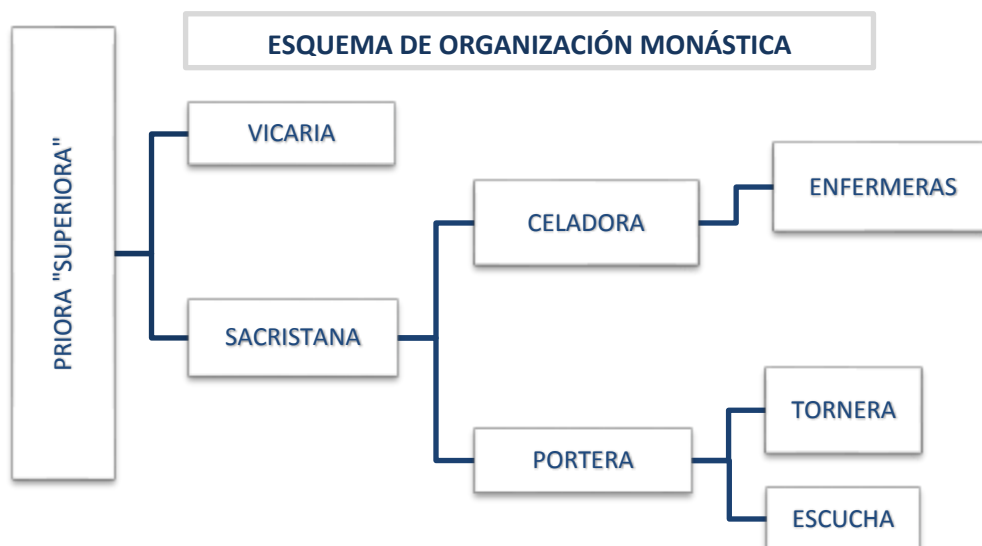 ESQUEMA DE ORGANIZACIÓN MONÁSTICA
PRIORA "SUPERIORA"
VICARIA
SACRISTANA
CELADORA
ENFERMERAS
PORTERA
TORNERA
ESCUCHA